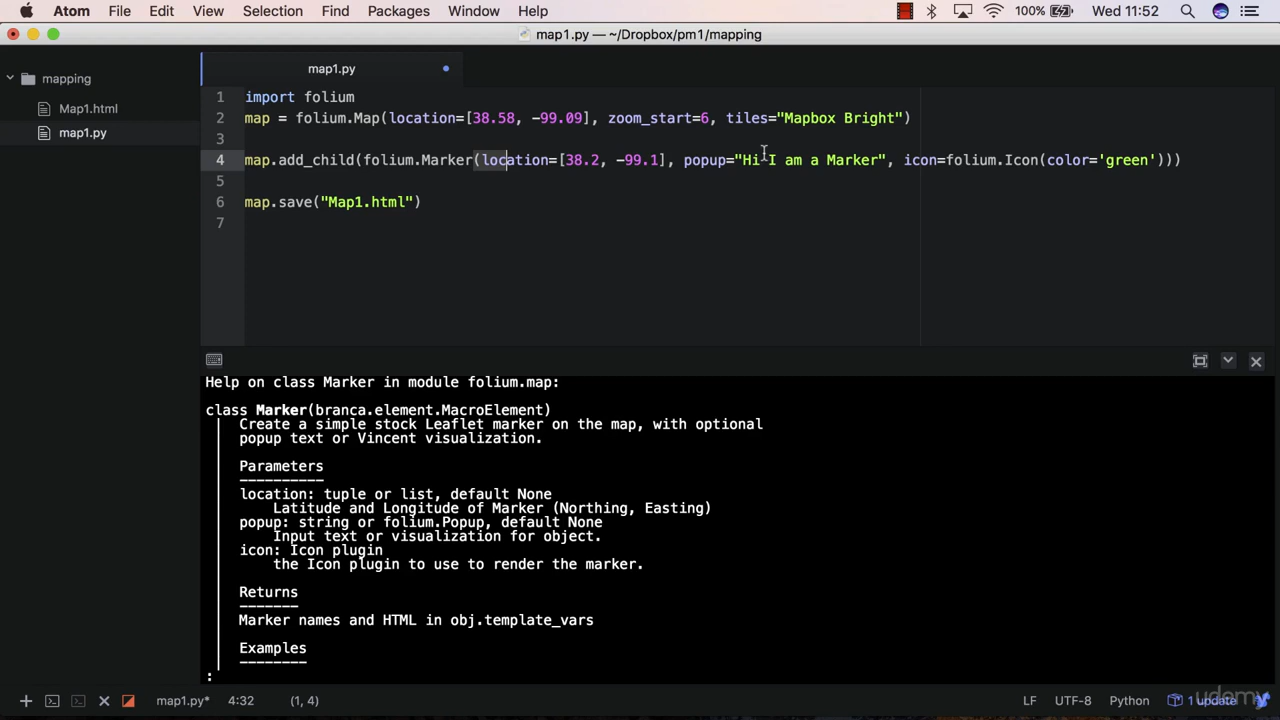 Atom File Edit View Selection Find Packages Window Help 100% Wed 11:52
map1.py — ~/Dropbox/pm1/mapping
mapping
Map1.html
map1.py
map1.py
1 import folium
2 map = folium.Map(location=[38.58, -99.09], zoom_start=6, tiles="Mapbox Bright")
3
4 map.add_child(folium.Marker(location=[38.2, -99.1], popup="Hi I am a Marker", icon=folium.Icon(color='green')))
5
6 map.save("Map1.html")
7
Help on class Marker in module folium.map:
class Marker(branca.element.MacroElement)
| Create a simple stock Leaflet marker on the map, with optional
| popup text or Vincent visualization.
|
| Parameters
| ----------
| location: tuple or list, default None
| Latitude and Longitude of Marker (Northing, Easting)
| popup: string or folium.Popup, default None
| Input text or visualization for object.
| icon: Icon plugin
| the Icon plugin to use to render the marker.
|
| Returns
| -------
| Marker names and HTML in obj.template_vars
|
| Examples
| --------
:
map1.py* 4:32 (1, 4) LF UTF-8 Python 1 update
udemy